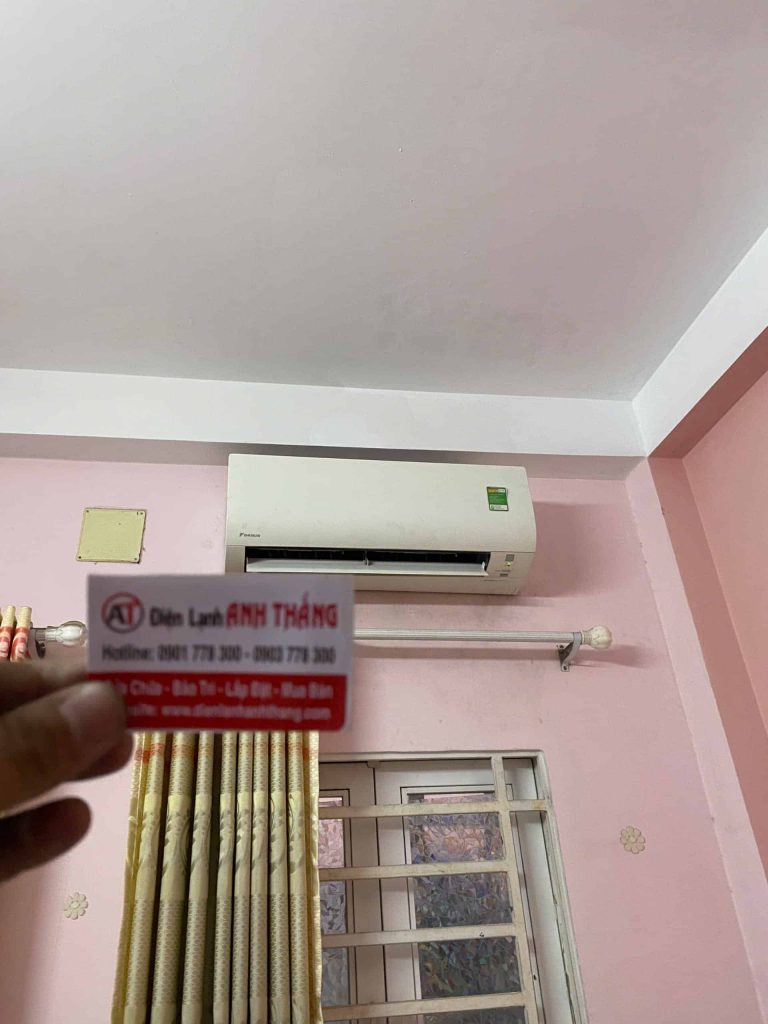 DAIKIN
AT Điện Lạnh ANH THẮNG
Hotline: 0901 778 300 - 0903 778 300
Chữa - Bảo Trì - Lắp Đặt - Mua Bán
www.dienlanhanhthang.com